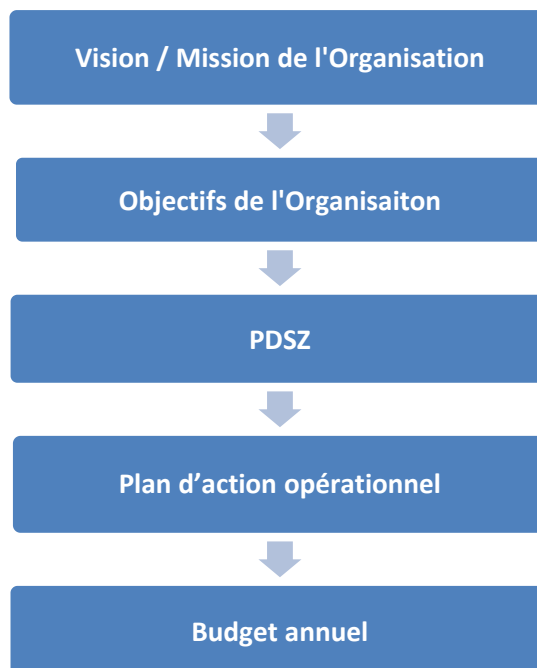 Vision / Mission de l'Organisation
Objectifs de l'Organisaiton
PDSZ
Plan d’action opérationnel
Budget annuel